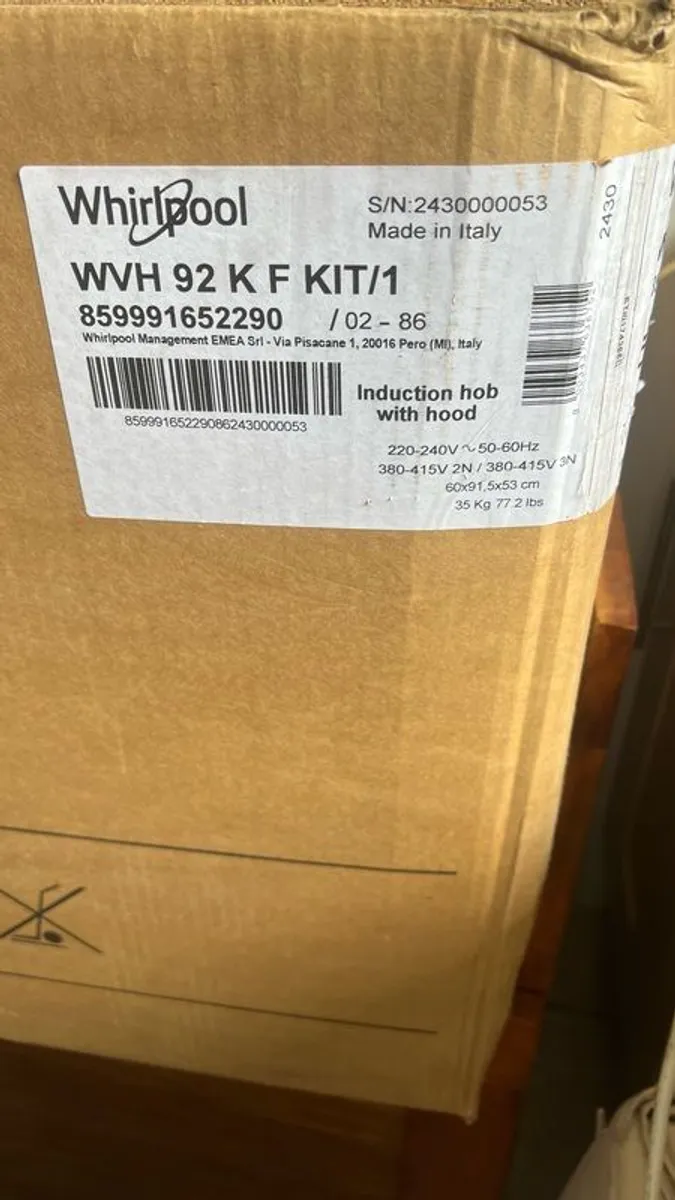 Whirlpool
S/N:2430000053
Made in Italy
2430
WVH 92 K F KIT/1
859991652290 / 02 - 86
Whirlpool Management EMEA Srl - Via Pisacane 1, 20016 Pero (MI), Italy
859991652290862430000053
Induction hob
with hood
220-240V ~ 50-60Hz
380-415V 2N / 380-415V 3N
60x91,5x53 cm
35 Kg 77.2 lbs